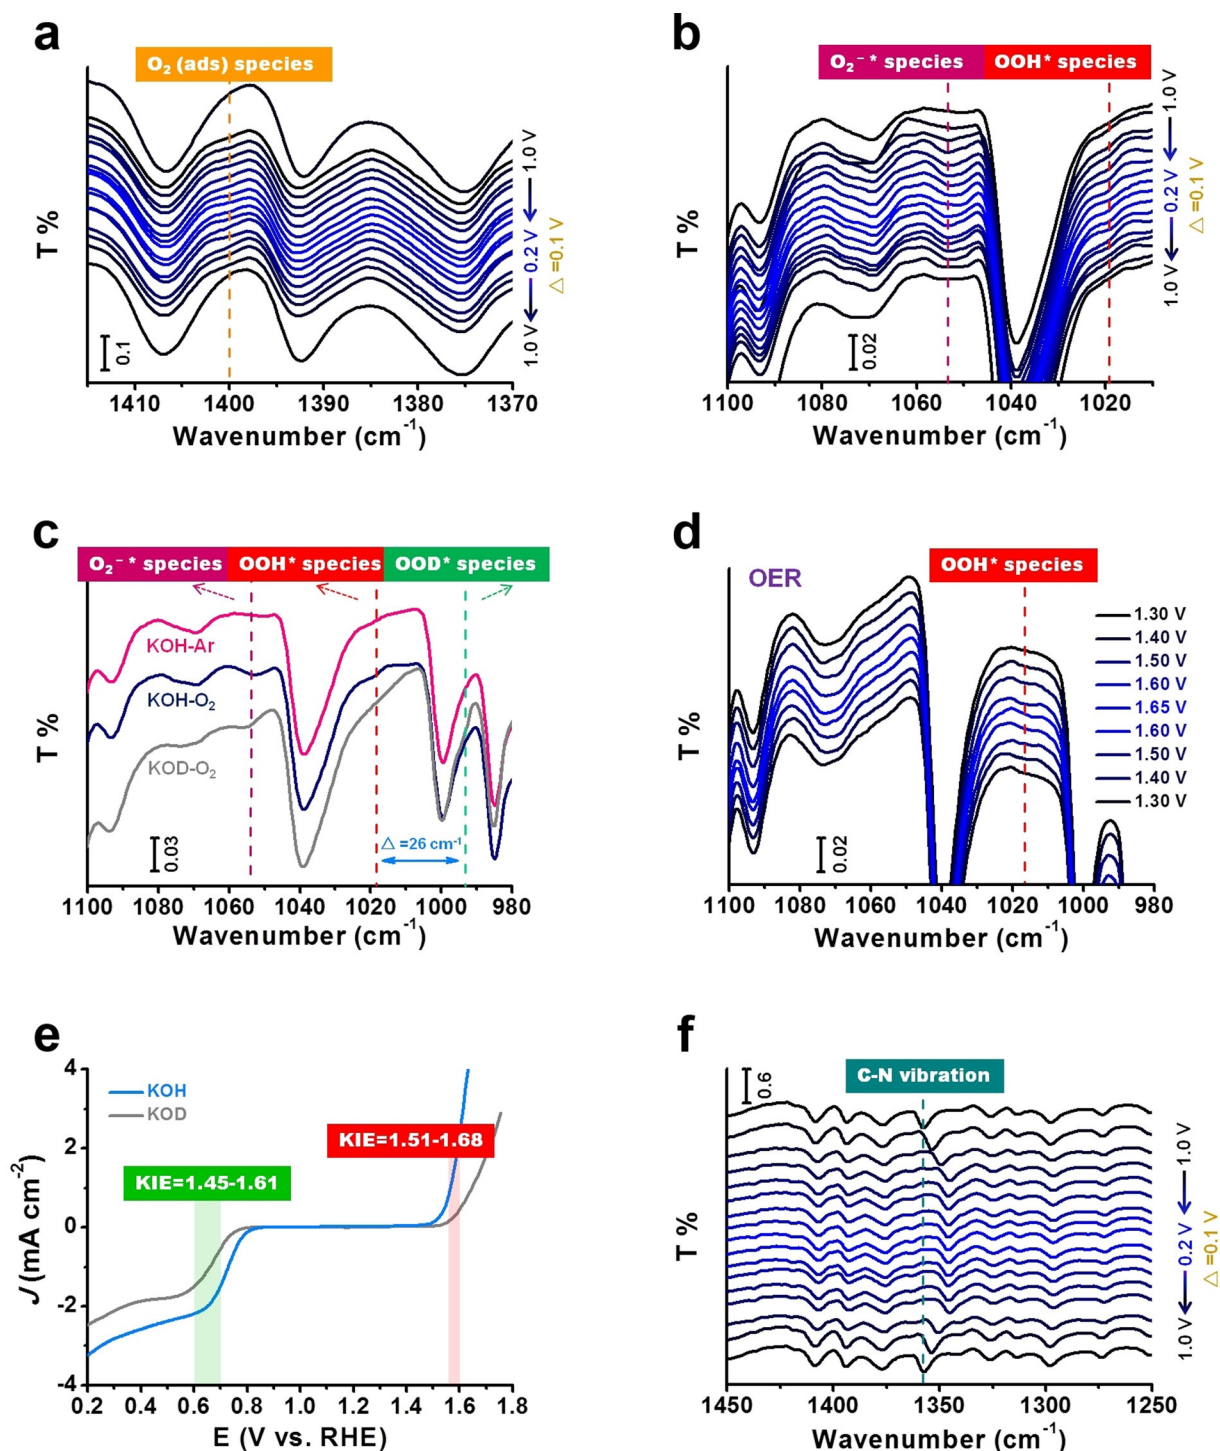 a
O₂ (ads) species
T %
0.1
1.0 V
0.2 V
1.0 V
△ =0.1 V
1410 1400 1390 1380 1370
Wavenumber (cm⁻¹)
b
O₂⁻* species
OOH* species
T %
0.02
1.0 V
0.2 V
1.0 V
△ =0.1 V
1100 1080 1060 1040 1020
Wavenumber (cm⁻¹)
c
O₂⁻* species
OOH* species
OOD* species
KOH-Ar
KOH-O₂
KOD-O₂
T %
0.03
△ =26 cm⁻¹
1100 1080 1060 1040 1020 1000 980
Wavenumber (cm⁻¹)
d
OER
OOH* species
1.30 V
1.40 V
1.50 V
1.60 V
1.65 V
1.60 V
1.50 V
1.40 V
1.30 V
T %
0.02
1100 1080 1060 1040 1020 1000 980
Wavenumber (cm⁻¹)
e
KOH
KOD
KIE=1.51-1.68
KIE=1.45-1.61
J (mA cm⁻²)
4
2
0
-2
-4
0.2 0.4 0.6 0.8 1.0 1.2 1.4 1.6 1.8
E (V vs. RHE)
f
C-N vibration
0.6
T %
1.0 V
0.2 V
1.0 V
△ =0.1 V
1450 1400 1350 1300 1250
Wavenumber (cm⁻¹)